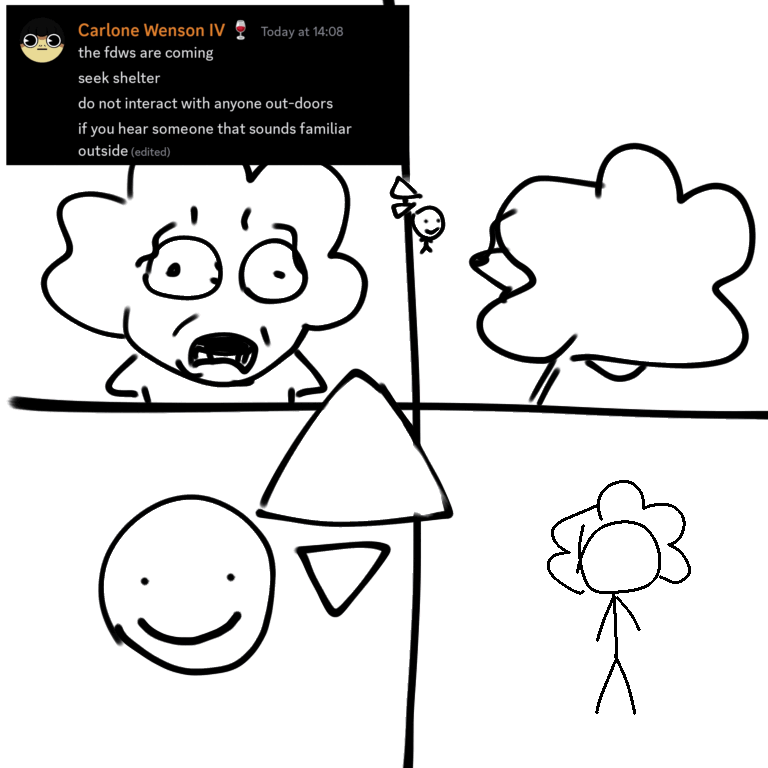 Carlone Wenson IV 🍷 Today at 14:08
the fdws are coming
seek shelter
do not interact with anyone out-doors
if you hear someone that sounds familiar
outside (edited)